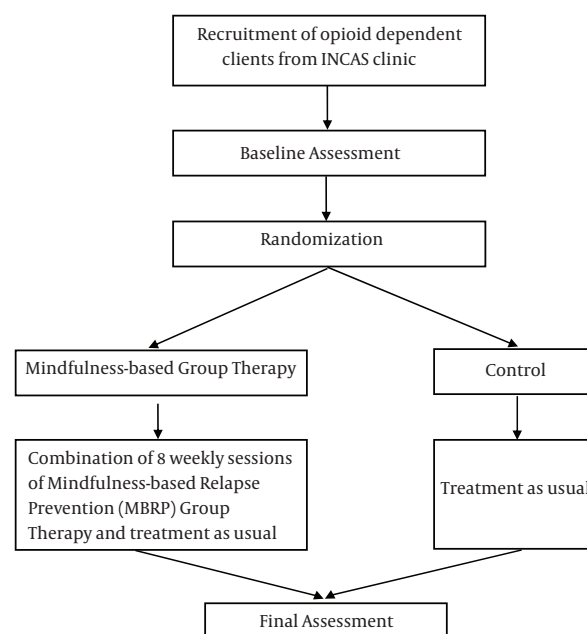 Recruitment of opioid dependent
clients from INCAS clinic
Baseline Assessment
Randomization
Mindfulness-based Group Therapy
Control
Combination of 8 weekly sessions
of Mindfulness-based Relapse
Prevention (MBRP) Group
Therapy and treatment as usual
Treatment as usual
Final Assessment